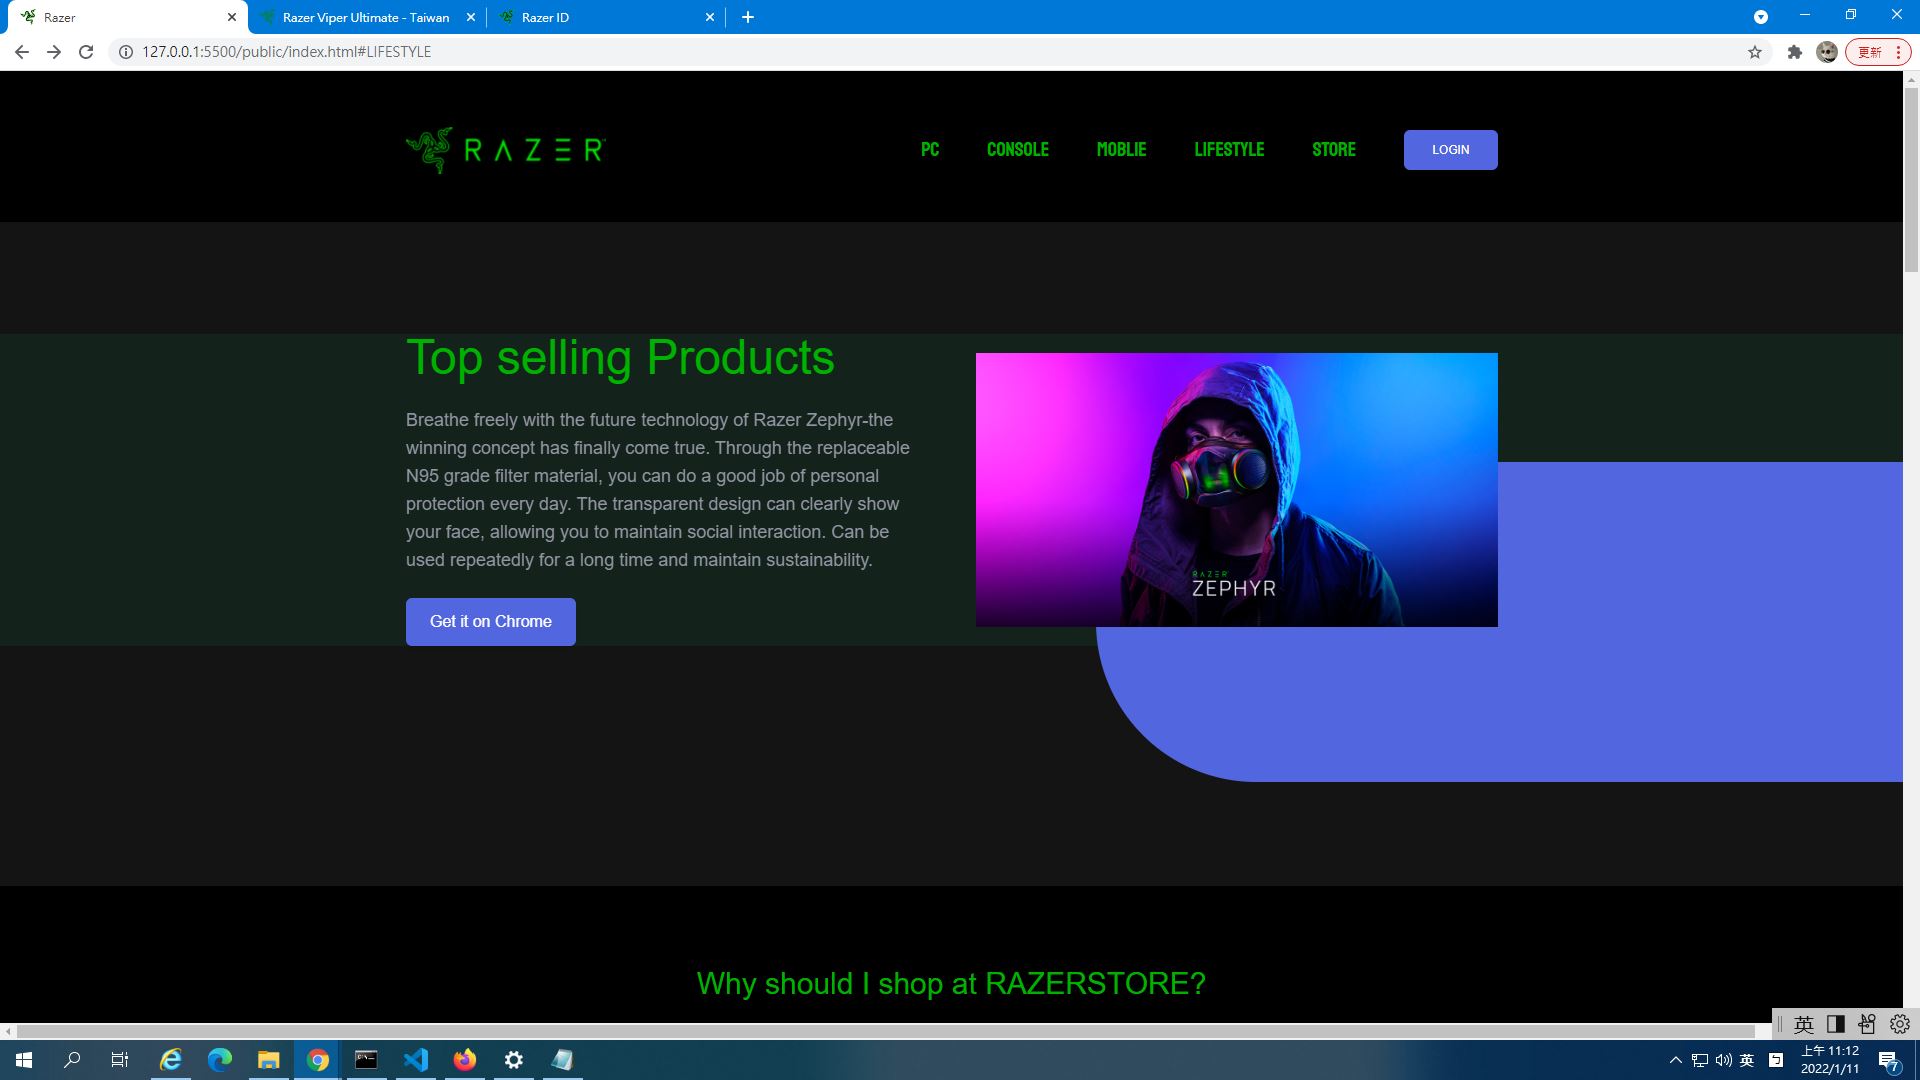 Razer
Razer Viper Ultimate - Taiwan
Razer ID
127.0.0.1:5500/public/index.html#LIFESTYLE
更新
RAZER
PC
CONSOLE
MOBLIE
LIFESTYLE
STORE
LOGIN
Top selling Products
Breathe freely with the future technology of Razer Zephyr-the
winning concept has finally come true. Through the replaceable
N95 grade filter material, you can do a good job of personal
protection every day. The transparent design can clearly show
your face, allowing you to maintain social interaction. Can be
used repeatedly for a long time and maintain sustainability.
Get it on Chrome
RAZER
ZEPHYR
Why should I shop at RAZERSTORE?
英
英
上午 11:12
2022/1/11
7